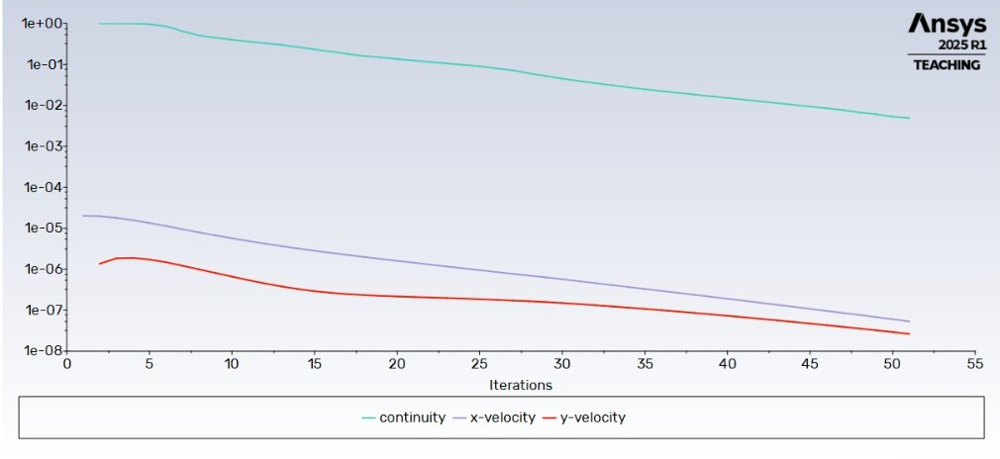 Ansys
2025 R1
TEACHING
1e+00
1e-01
1e-02
1e-03
1e-04
1e-05
1e-06
1e-07
1e-08
0 5 10 15 20 25 30 35 40 45 50 55
Iterations
continuity x-velocity y-velocity